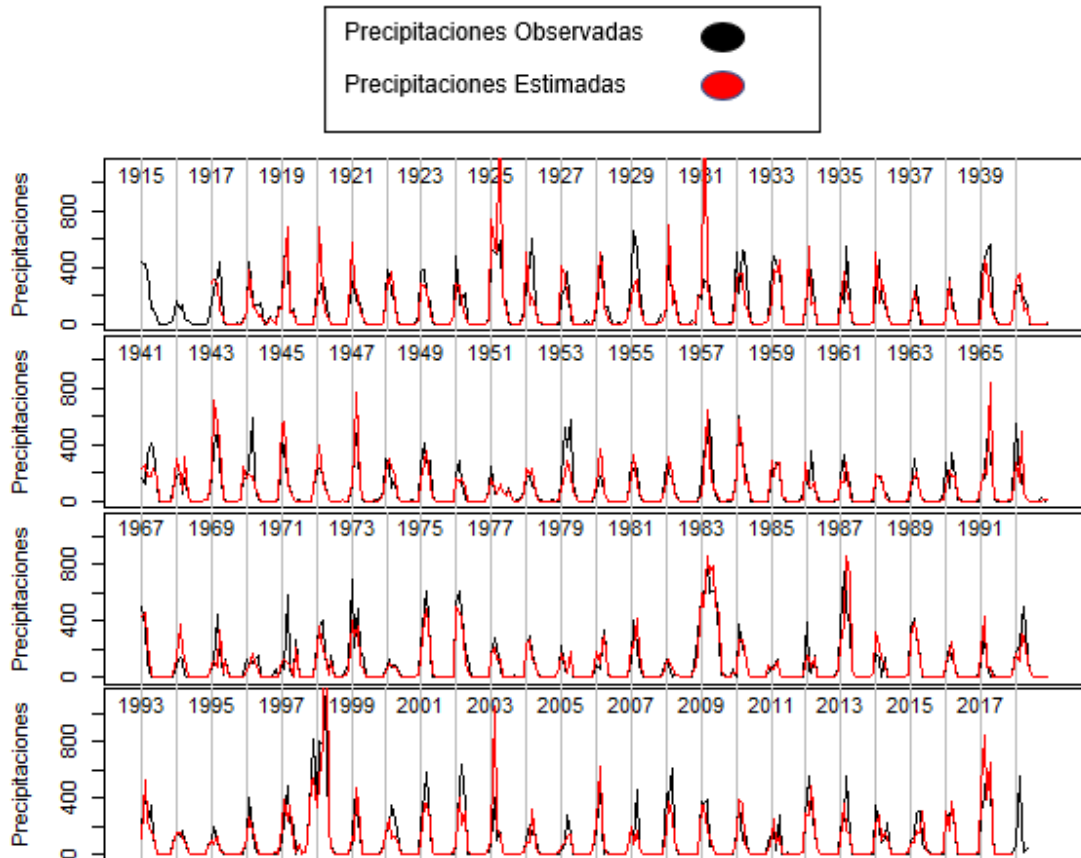 Precipitaciones Observadas
Precipitaciones Estimadas
Precipitaciones
0 400 800
1915 1917 1919 1921 1923 1925 1927 1929 1931 1933 1935 1937 1939
Precipitaciones
0 400 800
1941 1943 1945 1947 1949 1951 1953 1955 1957 1959 1961 1963 1965
Precipitaciones
0 400 800
1967 1969 1971 1973 1975 1977 1979 1981 1983 1985 1987 1989 1991
Precipitaciones
0 400 800
1993 1995 1997 1999 2001 2003 2005 2007 2009 2011 2013 2015 2017